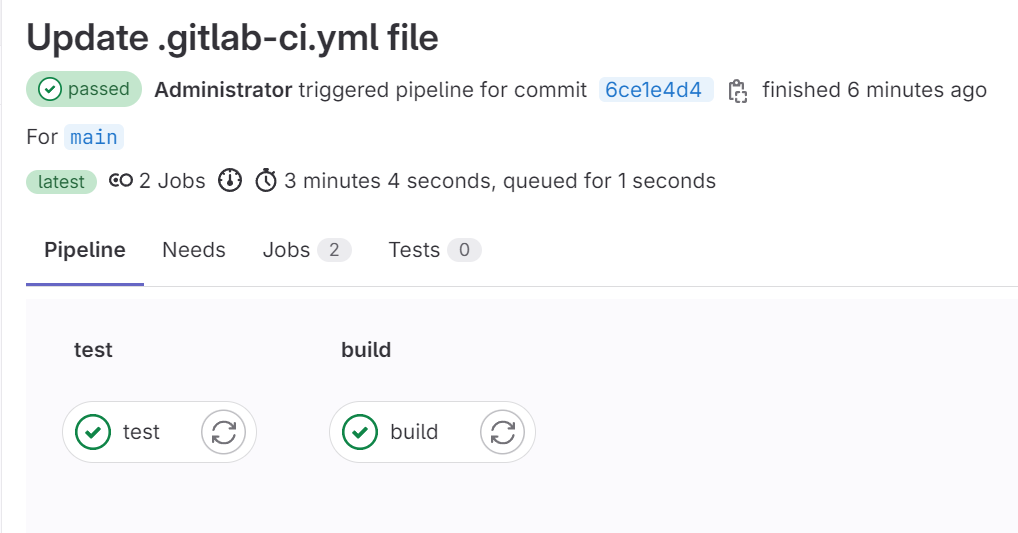 Update .gitlab-ci.yml file
passed Administrator triggered pipeline for commit 6ce1e4d4 finished 6 minutes ago
For main
latest 2 Jobs 3 minutes 4 seconds, queued for 1 seconds
Pipeline Needs Jobs 2 Tests 0
test build
test build